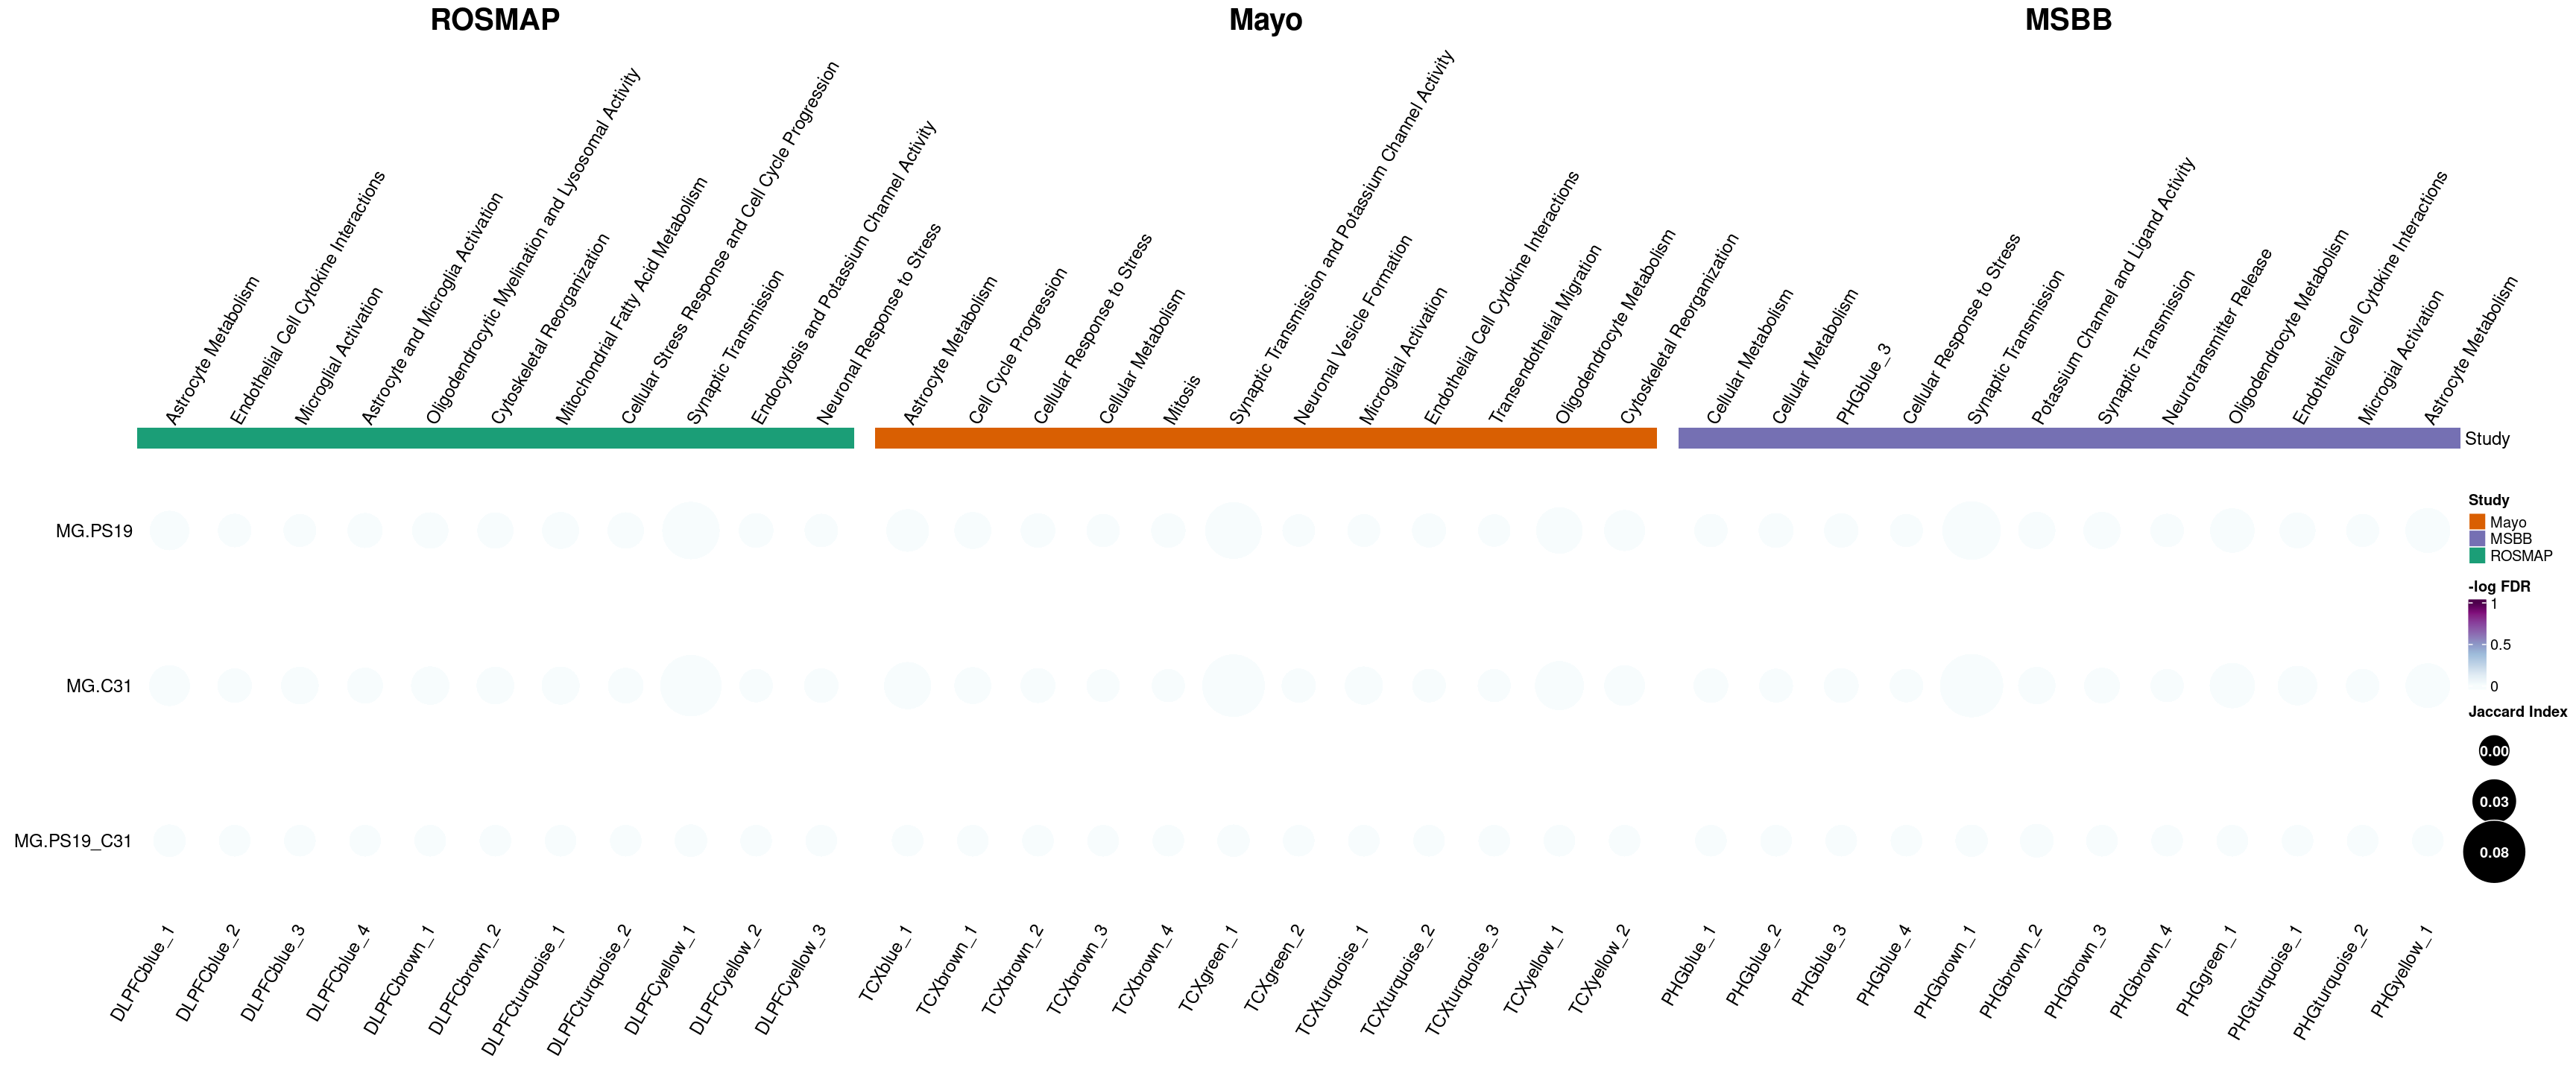 ROSMAP
Mayo
MSBB
Astrocyte Metabolism
Endothelial Cell Cytokine Interactions
Microglial Activation
Astrocyte and Microglia Activation
Oligodendrocytic Myelination and Lysosomal Activity
Cytoskeletal Reorganization
Mitochondrial Fatty Acid Metabolism
Cellular Stress Response and Cell Cycle Progression
Synaptic Transmission
Endocytosis and Potassium Channel Activity
Neuronal Response to Stress
Astrocyte Metabolism
Cell Cycle Progression
Cellular Response to Stress
Cellular Metabolism
Mitosis
Synaptic Transmission and Potassium Channel Activity
Neuronal Vesicle Formation
Microglial Activation
Endothelial Cell Cytokine Interactions
Transendothelial Migration
Oligodendrocyte Metabolism
Cytoskeletal Reorganization
Cellular Metabolism
Cellular Metabolism
PHGblue_3
Cellular Response to Stress
Synaptic Transmission
Potassium Channel and Ligand Activity
Synaptic Transmission
Neurotransmitter Release
Oligodendrocyte Metabolism
Endothelial Cell Cytokine Interactions
Microgial Activation
Astrocyte Metabolism
Study
MG.PS19
MG.C31
MG.PS19_C31
Study
Mayo
MSBB
ROSMAP
-log FDR
1
0.5
0
Jaccard Index
0.00
0.03
0.08
DLPFCblue_1
DLPFCblue_2
DLPFCblue_3
DLPFCblue_4
DLPFCbrown_1
DLPFCbrown_2
DLPFCturquoise_1
DLPFCturquoise_2
DLPFCyellow_1
DLPFCyellow_2
DLPFCyellow_3
TCXblue_1
TCXbrown_1
TCXbrown_2
TCXbrown_3
TCXbrown_4
TCXgreen_1
TCXgreen_2
TCXturquoise_1
TCXturquoise_2
TCXturquoise_3
TCXyellow_1
TCXyellow_2
PHGblue_1
PHGblue_2
PHGblue_3
PHGblue_4
PHGbrown_1
PHGbrown_2
PHGbrown_3
PHGbrown_4
PHGgreen_1
PHGturquoise_1
PHGturquoise_2
PHGyellow_1